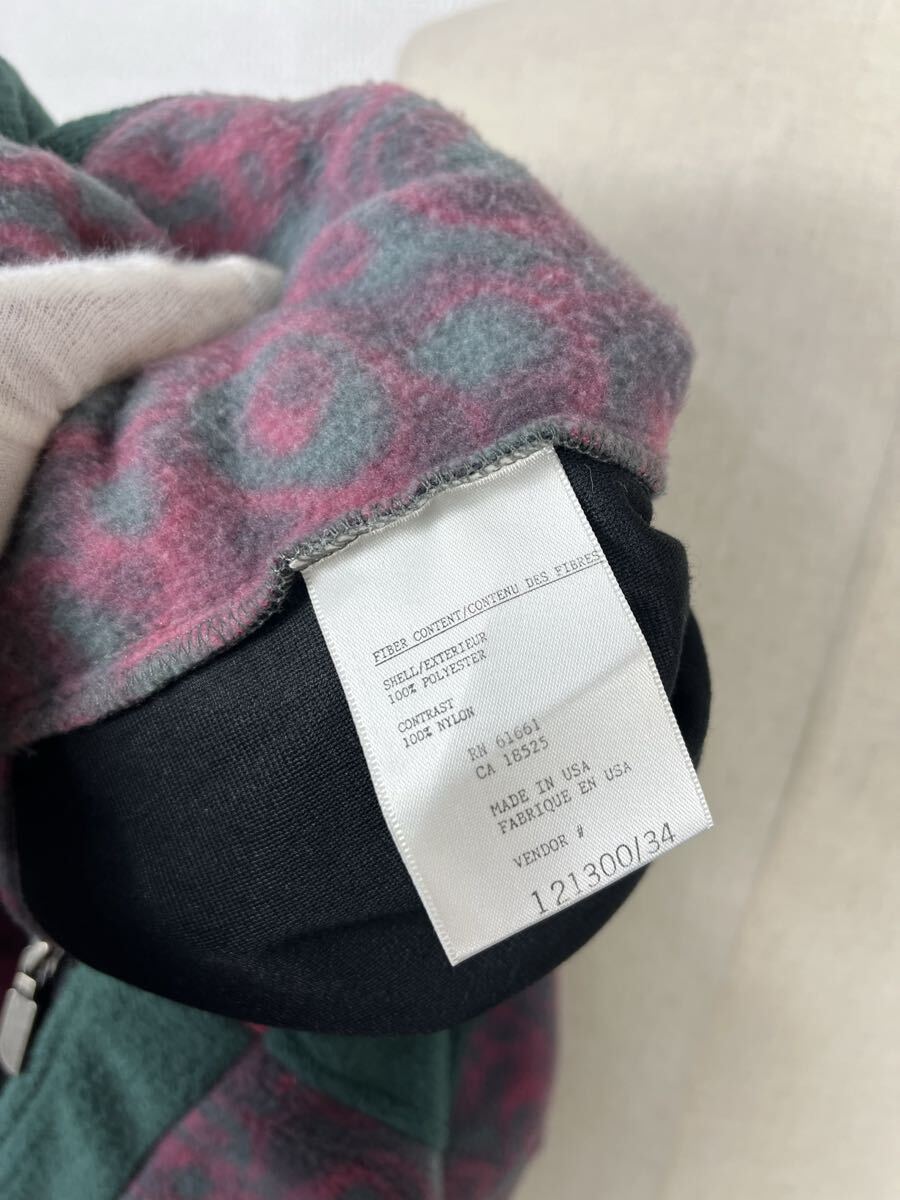 FIBER CONTENT/CONTENU DES FIBRES
SHELL/EXTERIEUR
100% POLYESTER
CONTRAST
100% NYLON
RN 61661
CA 18525
MADE IN USA
FABRIQUE EN USA
VENDOR #
121300/34